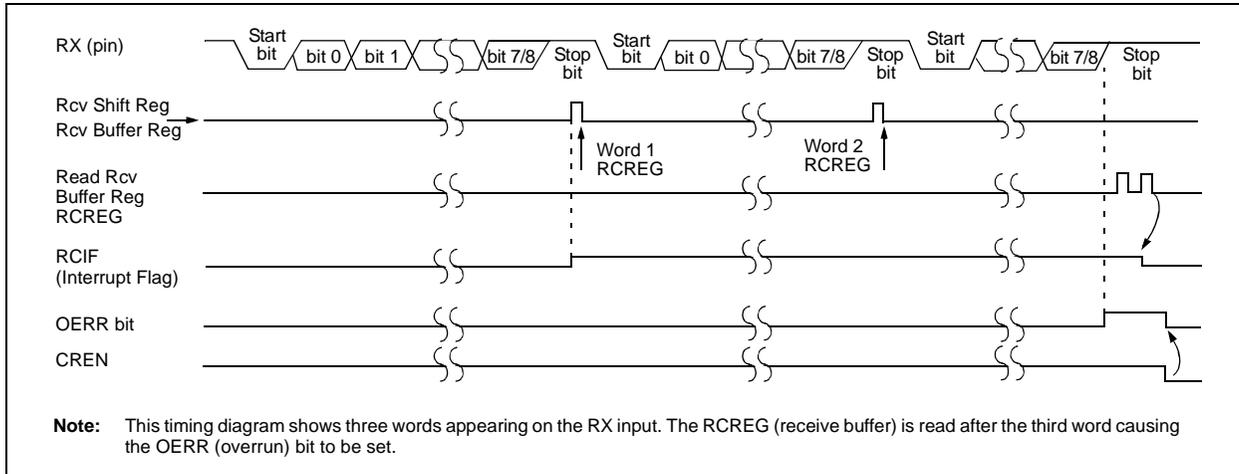 RX (pin)
Start
bit
bit 0
bit 1
bit 7/8
Stop
bit
Start
bit
bit 0
bit 7/8
Stop
bit
Start
bit
bit 7/8
Stop
bit
Rcv Shift Reg
Rcv Buffer Reg
Word 1
RCREG
Word 2
RCREG
Read Rcv
Buffer Reg
RCREG
RCIF
(Interrupt Flag)
OERR bit
CREN
Note: This timing diagram shows three words appearing on the RX input. The RCREG (receive buffer) is read after the third word causing
the OERR (overrun) bit to be set.